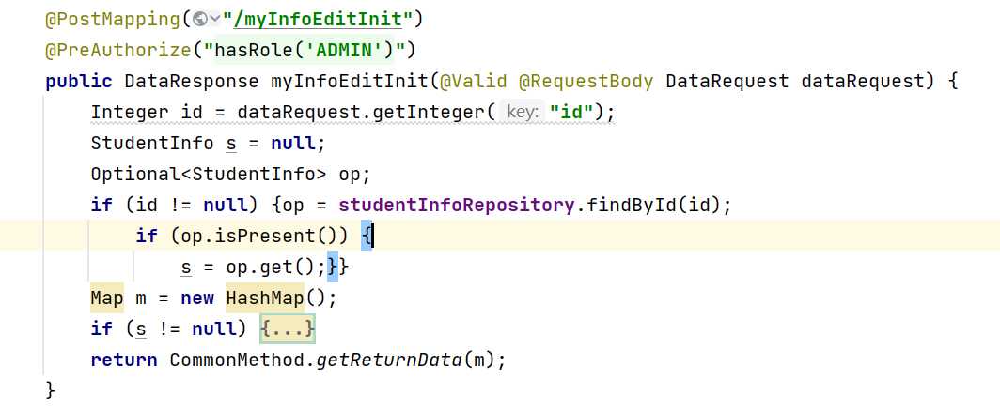 @PostMapping("/myInfoEditInit")
@PreAuthorize("hasRole('ADMIN')")
public DataResponse myInfoEditInit(@Valid @RequestBody DataRequest dataRequest) {
    Integer id = dataRequest.getInteger( key: "id");
    StudentInfo s = null;
    Optional<StudentInfo> op;
    if (id != null) {op = studentInfoRepository.findById(id);
        if (op.isPresent()) {
            s = op.get();}}
    Map m = new HashMap();
    if (s != null) {...}
    return CommonMethod.getReturnData(m);
}